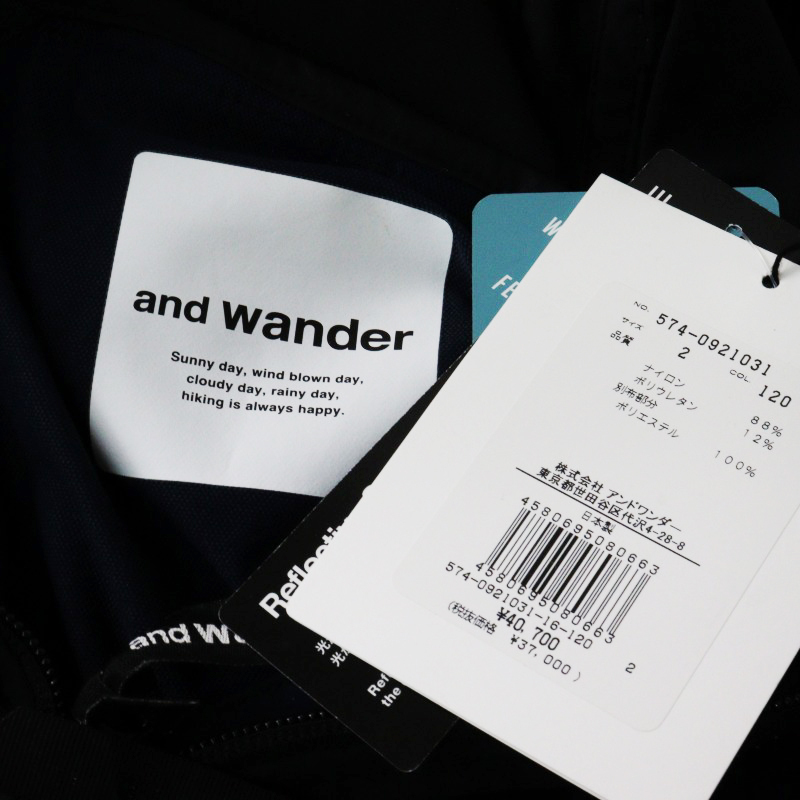 and wander
Sunny day, wind blown day,
cloudy day, rainy day,
hiking is always happy.
NO. 574-0921031
サイズ 2 COL 120
品質
ナイロン 88%
ポリウレタン 12%
別布部分
ポリエステル 100%
株式会社 アンドワンダー
東京都世田谷区代沢4-28-8
日本製
4580695080663
4580695080663
574-0921031-16-120
¥40,700 2
(税抜価格 ¥37,000)
and